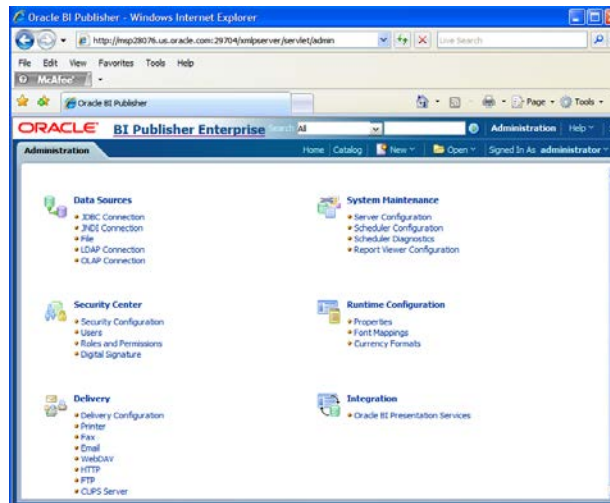 Oracle BI Publisher - Windows Internet Explorer
http://msp28076.us.oracle.com:29704/xmlpserver/servlet/admin
Live Search
File Edit View Favorites Tools Help
McAfee
Oracle BI Publisher
Page Tools
ORACLE BI Publisher Enterprise Search All Administration Help
Administration Home Catalog New Open Signed In As administrator
Data Sources
JDBC Connection
JNDI Connection
File
LDAP Connection
OLAP Connection
System Maintenance
Server Configuration
Scheduler Configuration
Scheduler Diagnostics
Report Viewer Configuration
Security Center
Security Configuration
Users
Roles and Permissions
Digital Signature
Runtime Configuration
Properties
Font Mappings
Currency Formats
Delivery
Delivery Configuration
Printer
Fax
Email
WebDAV
HTTP
FTP
CUPS Server
Integration
Oracle BI Presentation Services